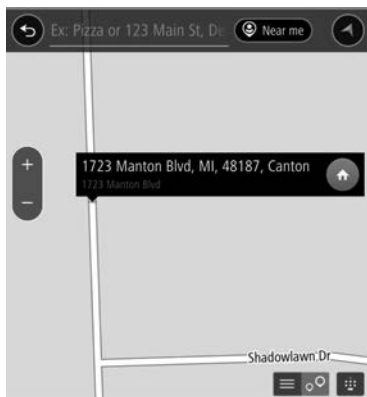 Ex: Pizza or 123 Main St, De
Near me
1723 Manton Blvd, MI, 48187, Canton
1723 Manton Blvd
Shadowlawn Dr